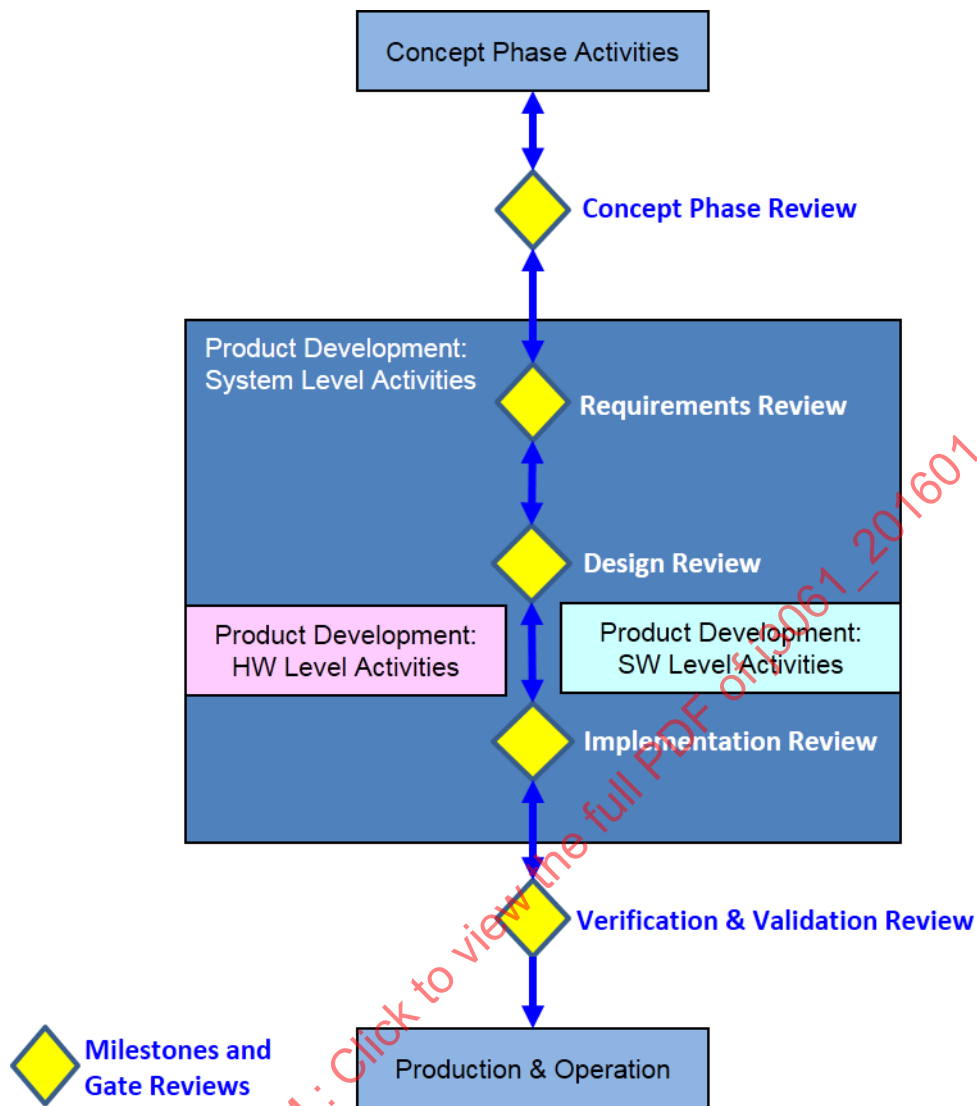 Concept Phase Activities
Concept Phase Review
Product Development:
System Level Activities
Requirements Review
Design Review
Product Development:
HW Level Activities
Product Development:
SW Level Activities
Implementation Review
Verification & Validation Review
Milestones and
Gate Reviews
Production & Operation
: Click to view the full PDF of j3061_201601